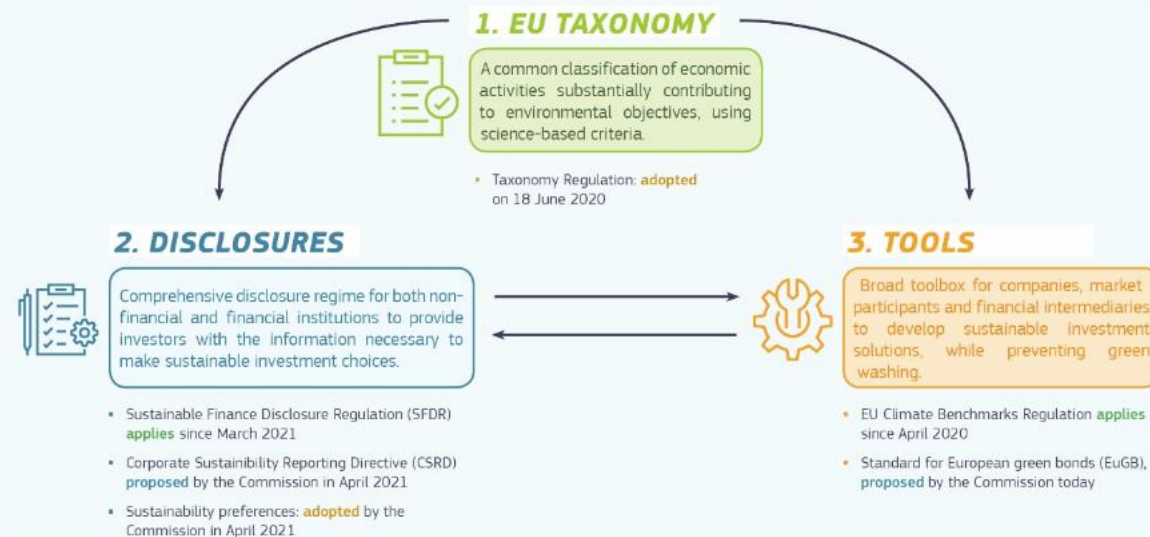 1. EU TAXONOMY
A common classification of economic
activities substantially contributing
to environmental objectives, using
science-based criteria.
▪ Taxonomy Regulation: adopted
on 18 June 2020
2. DISCLOSURES
Comprehensive disclosure regime for both non-
financial and financial institutions to provide
investors with the information necessary to
make sustainable investment choices.
▪ Sustainable Finance Disclosure Regulation (SFDR)
applies since March 2021
▪ Corporate Sustainibility Reporting Directive (CSRD)
proposed by the Commission in April 2021
▪ Sustainability preferences: adopted by the
Commission in April 2021
3. TOOLS
Broad toolbox for companies, market
participants and financial intermediaries
to develop sustainable investment
solutions, while preventing green
washing.
▪ EU Climate Benchmarks Regulation applies
since April 2020
▪ Standard for European green bonds (EuGB),
proposed by the Commission today